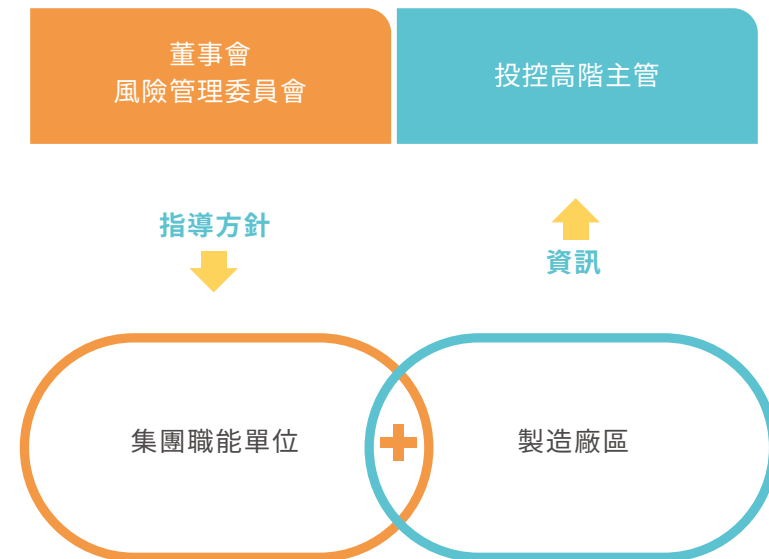 董事會
風險管理委員會
投控高階主管
指導方針
資訊
集團職能單位
製造廠區